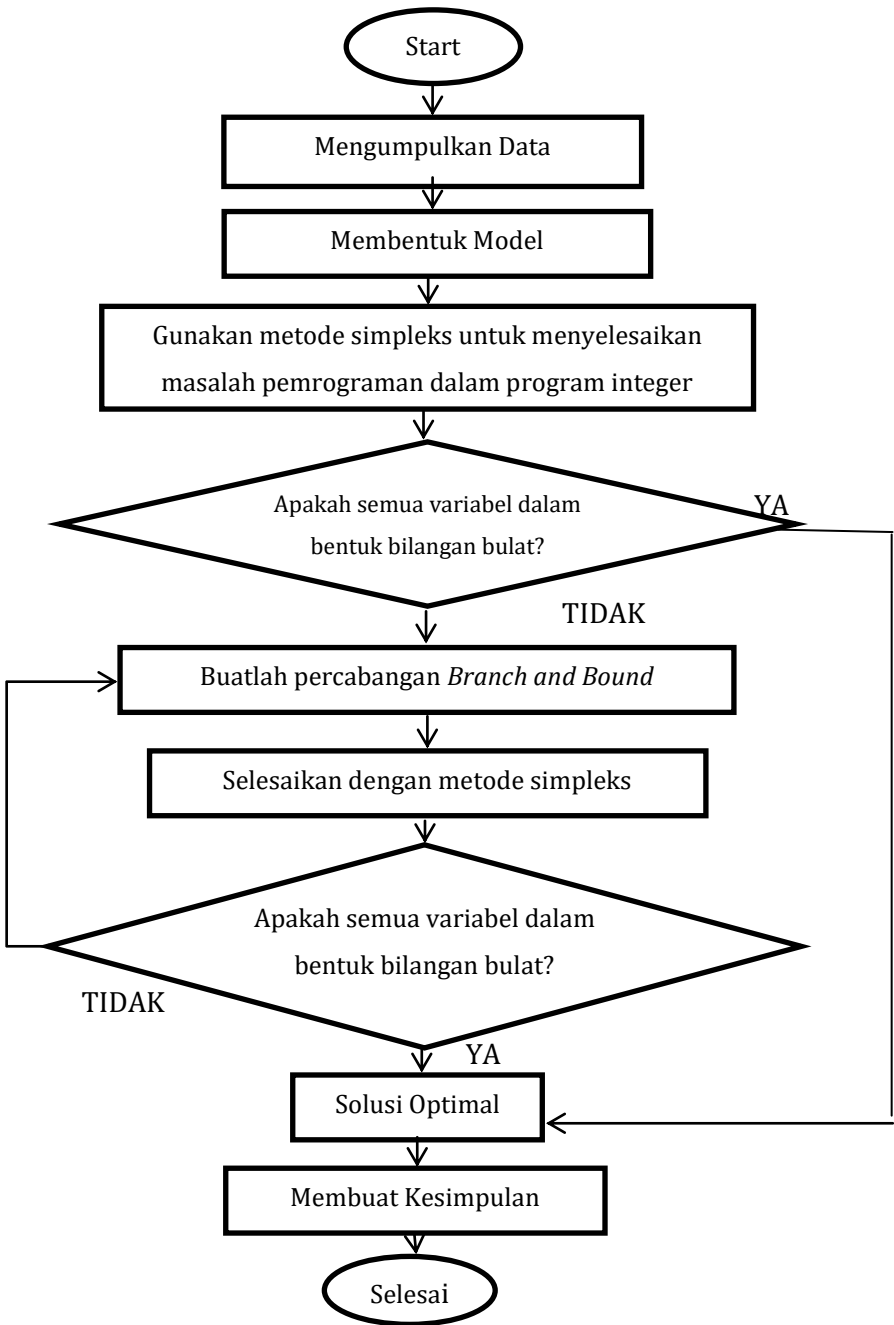 Start
Mengumpulkan Data
Membentuk Model
Gunakan metode simpleks untuk menyelesaikan
masalah pemrograman dalam program integer
Apakah semua variabel dalam
bentuk bilangan bulat?
YA
TIDAK
Buatlah percabangan Branch and Bound
Selesaikan dengan metode simpleks
Apakah semua variabel dalam
bentuk bilangan bulat?
TIDAK
YA
Solusi Optimal
Membuat Kesimpulan
Selesai